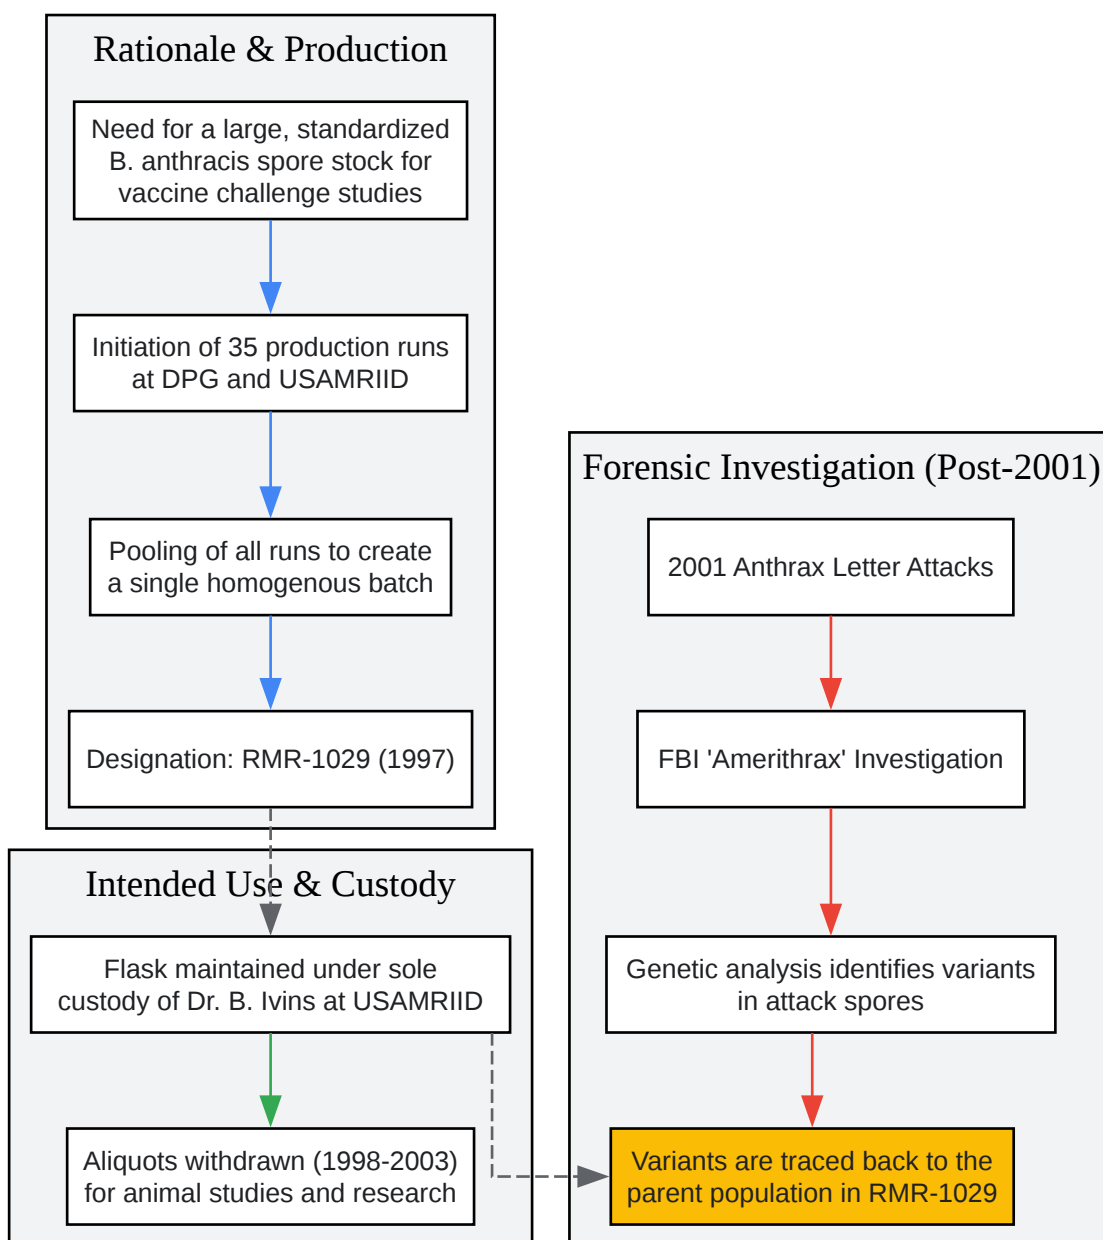 Rationale & Production
Need for a large, standardized
B. anthracis spore stock for
vaccine challenge studies
Initiation of 35 production runs
at DPG and USAMRIID
Pooling of all runs to create
a single homogenous batch
Designation: RMR-1029 (1997)
Intended Use & Custody
Flask maintained under sole
custody of Dr. B. Ivins at USAMRIID
Aliquots withdrawn (1998-2003)
for animal studies and research
Forensic Investigation (Post-2001)
2001 Anthrax Letter Attacks
FBI 'Amerithrax' Investigation
Genetic analysis identifies variants
in attack spores
Variants are traced back to the
parent population in RMR-1029